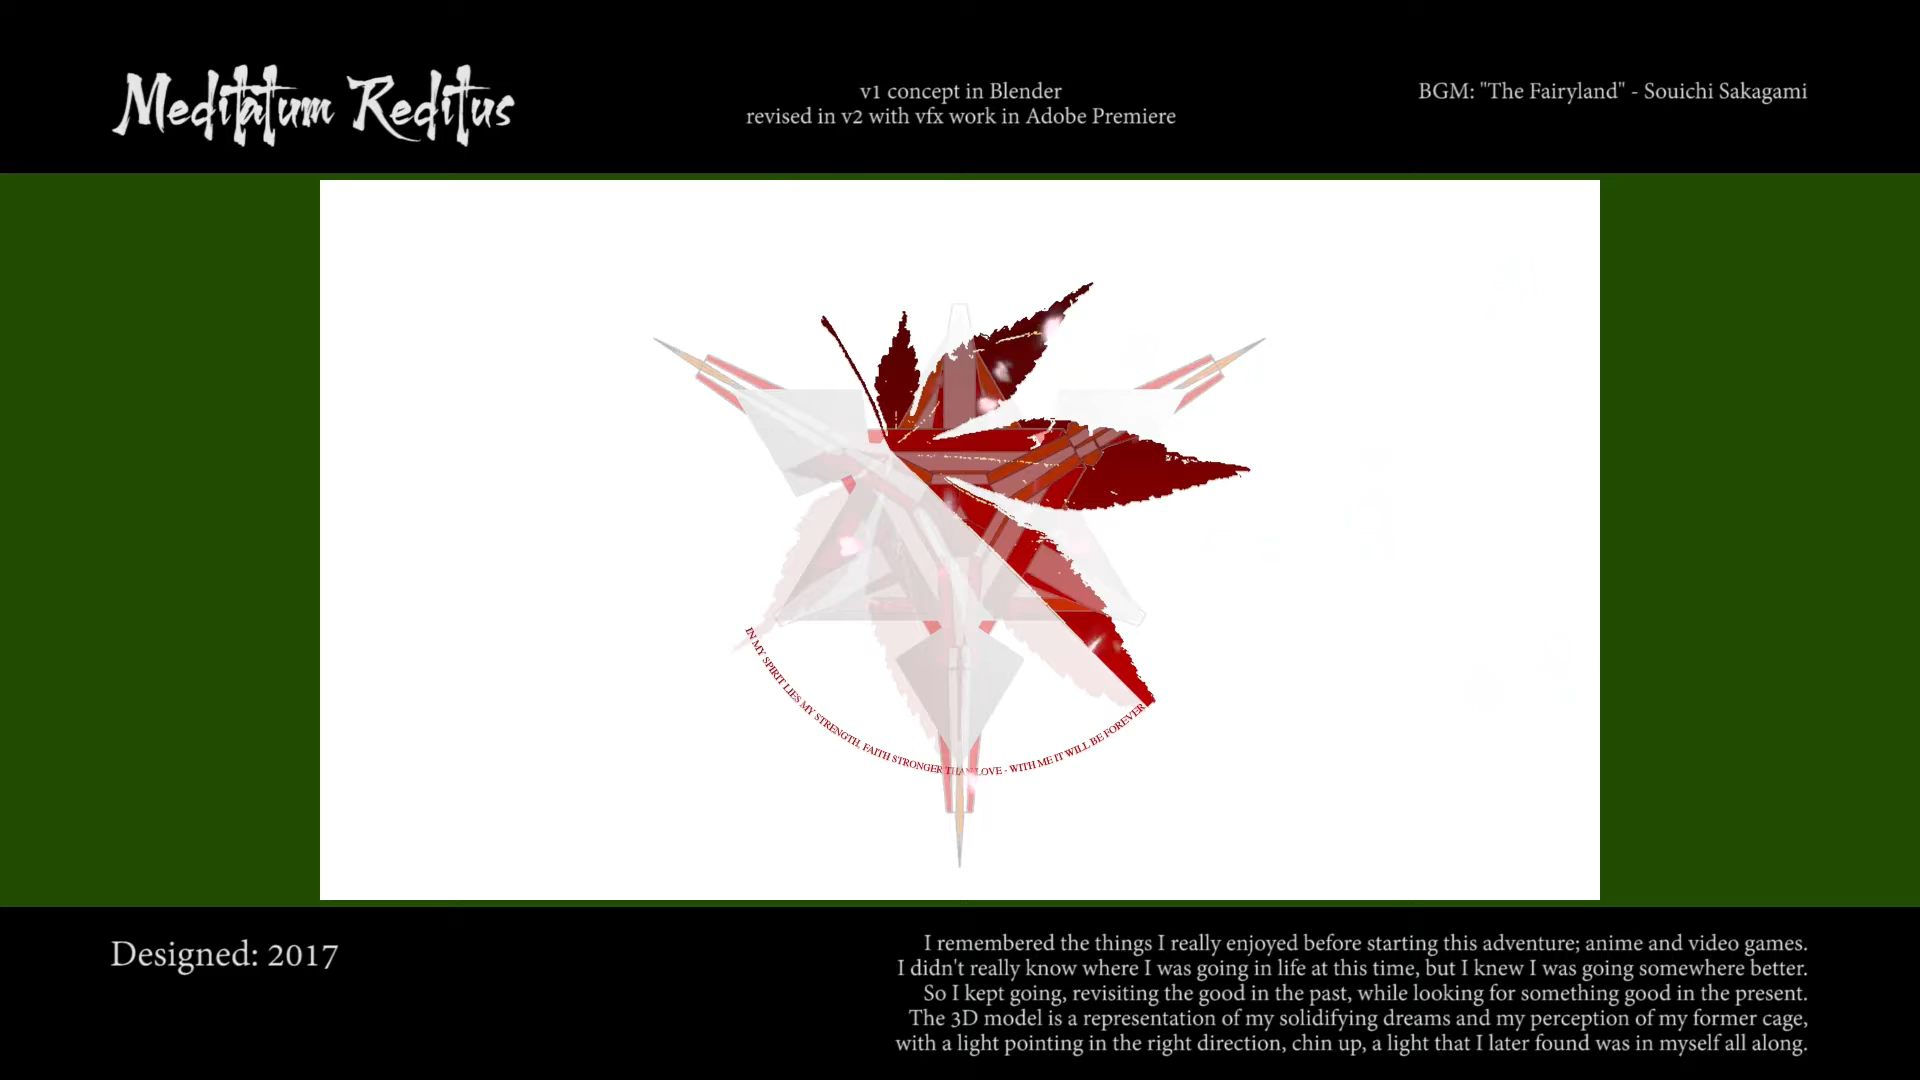 Meditatum Reditus
v1 concept in Blender
revised in v2 with vfx work in Adobe Premiere
BGM: "The Fairyland" - Souichi Sakagami
IN MY SPIRIT LIES MY STRENGTH, FAITH STRONGER THAN LOVE - WITH ME IT WILL BE FOREVER
Designed: 2017
I remembered the things I really enjoyed before starting this adventure; anime and video games.
I didn't really know where I was going in life at this time, but I knew I was going somewhere better.
So I kept going, revisiting the good in the past, while looking for something good in the present.
The 3D model is a representation of my solidifying dreams and my perception of my former cage,
with a light pointing in the right direction, chin up, a light that I later found was in myself all along.